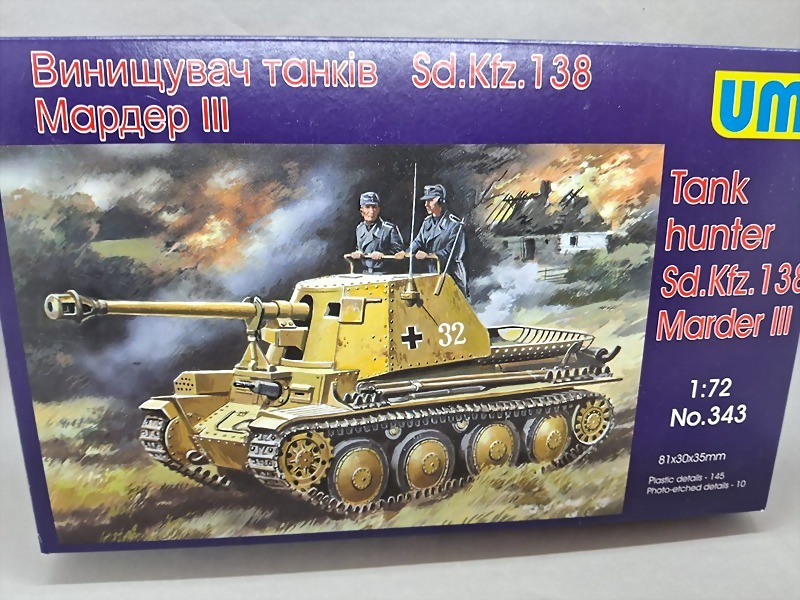 Винищувач танків Sd.Kfz.138
Мардер III
UM
Tank
hunter
Sd.Kfz.138
Marder III
32
1:72
No.343
81x30x35mm
Plastic details - 145
Photo-etched details - 10